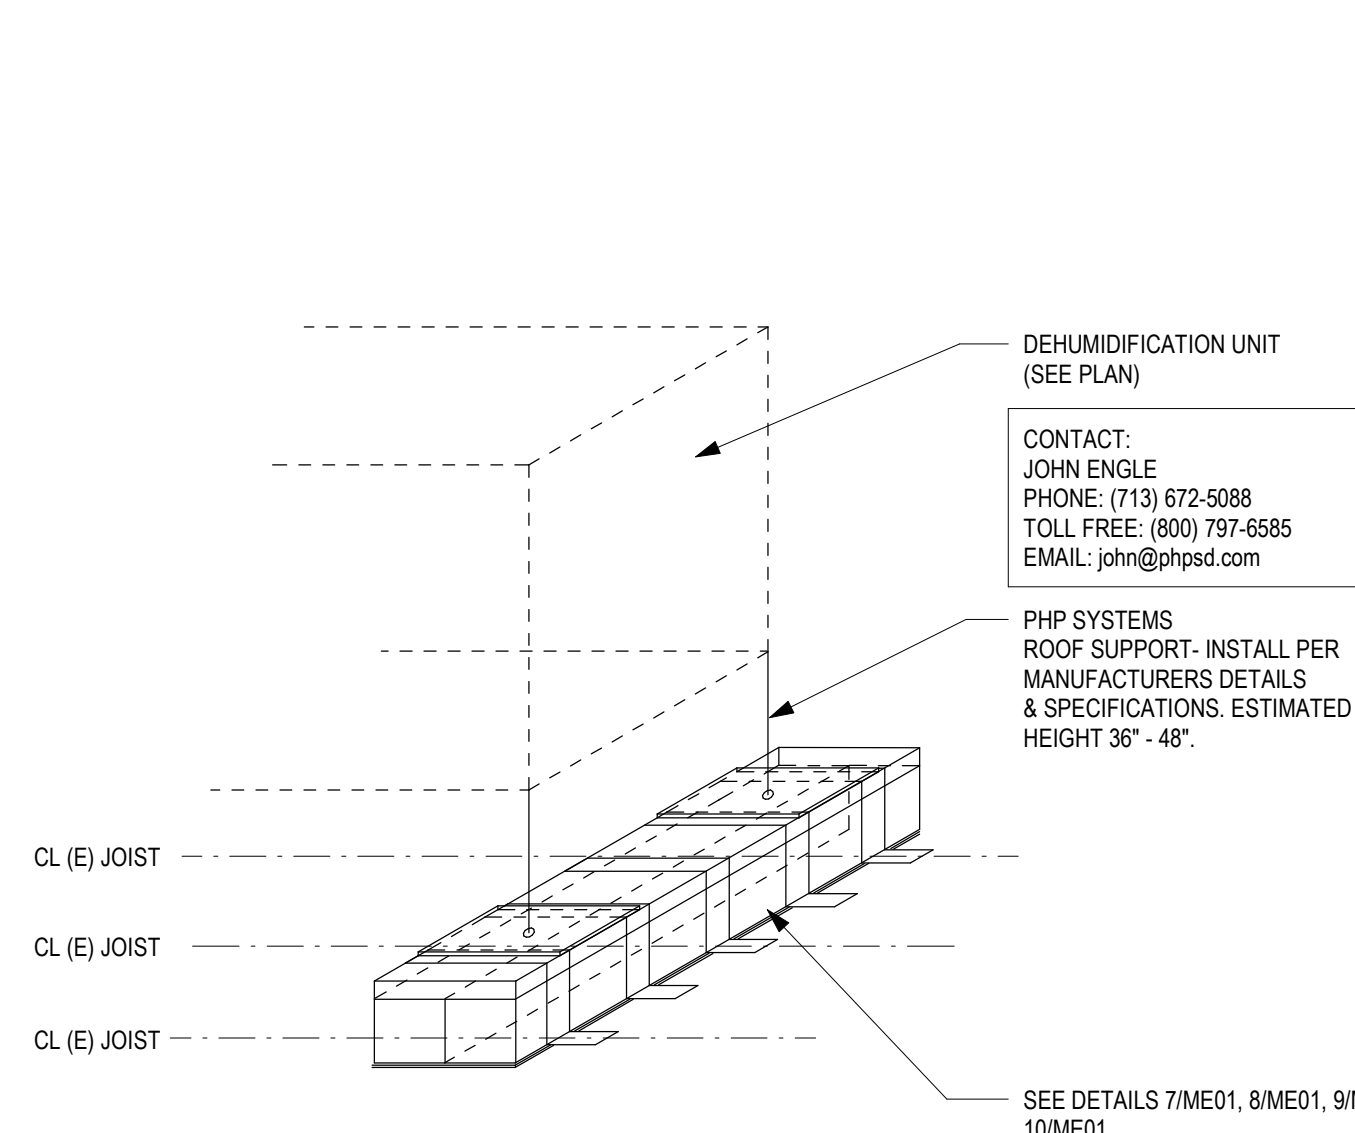 DEHUMIDIFICATION UNIT
(SEE PLAN)
CONTACT:
JOHN ENGLE
PHONE: (713) 672-5088
TOLL FREE: (800) 797-6585
EMAIL: john@phpsd.com
PHP SYSTEMS
ROOF SUPPORT- INSTALL PER
MANUFACTURERS DETAILS
& SPECIFICATIONS. ESTIMATED
HEIGHT 36" - 48".
CL (E) JOIST
CL (E) JOIST
CL (E) JOIST
SEE DETAILS 7/ME01, 8/ME01,
10/ME01